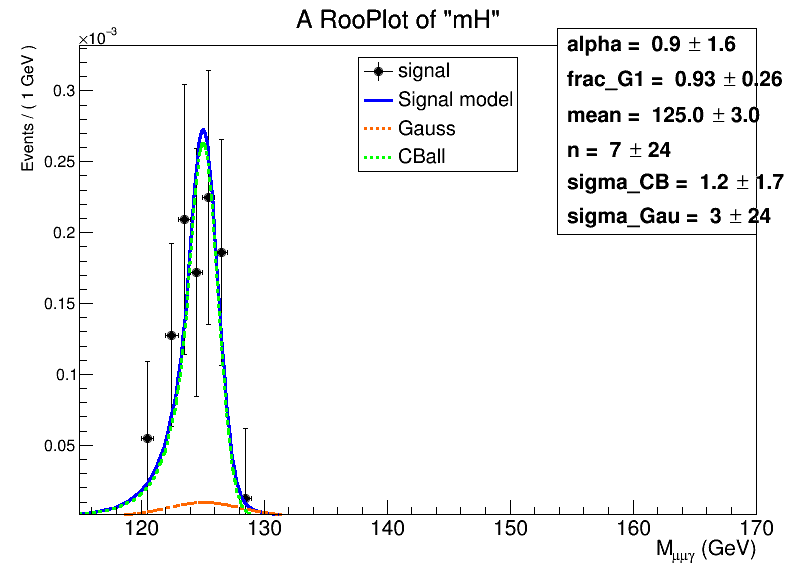 A RooPlot of "mH"
×10⁻³
Events / ( 1 GeV )
0.3
0.25
0.2
0.15
0.1
0.05
120
130
140
150
160
170
M_μμγ (GeV)
signal
Signal model
Gauss
CBall
alpha = 0.9 ± 1.6
frac_G1 = 0.93 ± 0.26
mean = 125.0 ± 3.0
n = 7 ± 24
sigma_CB = 1.2 ± 1.7
sigma_Gau = 3 ± 24